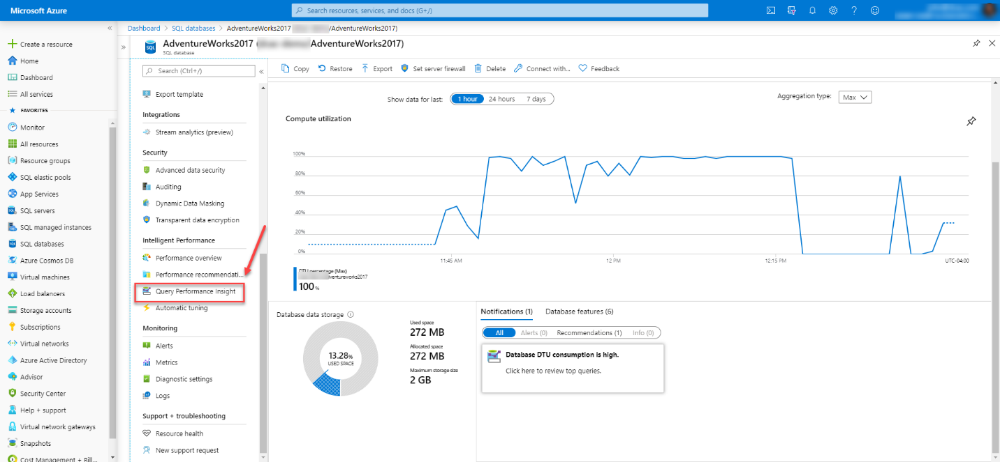 Microsoft Azure
Search resources, services, and docs (G+/)
Dashboard > SQL databases > AdventureWorks2017 /AdventureWorks2017)
AdventureWorks2017 ( AdventureWorks2017)
SQL database
Create a resource
Home
Dashboard
All services
FAVORITES
Monitor
All resources
Resource groups
SQL elastic pools
App Services
SQL servers
SQL managed instances
SQL databases
Azure Cosmos DB
Virtual machines
Load balancers
Storage accounts
Subscriptions
Virtual networks
Azure Active Directory
Advisor
Security Center
Help + support
Virtual network gateways
Snapshots
Cost Management + Bill...
Search (Ctrl+/)
Export template
Integrations
Stream analytics (preview)
Security
Advanced data security
Auditing
Dynamic Data Masking
Transparent data encryption
Intelligent Performance
Performance overview
Performance recommendati...
Query Performance Insight
Automatic tuning
Monitoring
Alerts
Metrics
Diagnostic settings
Logs
Support + troubleshooting
Resource health
New support request
Copy Restore Export Set server firewall Delete Connect with... Feedback
Show data for last: 1 hour 24 hours 7 days
Aggregation type: Max
Compute utilization
100%
80%
60%
40%
20%
0%
11:45 AM 12 PM 12:15 PM UTC-04:00
DTU percentage (Max)
dventureworks2017
100 %
Database data storage
13.28%
USED SPACE
Used space
272 MB
Allocated space
272 MB
Maximum storage size
2 GB
Notifications (1) Database features (6)
All Alerts (0) Recommendations (1) Info (0)
Database DTU consumption is high.
Click here to review top queries.